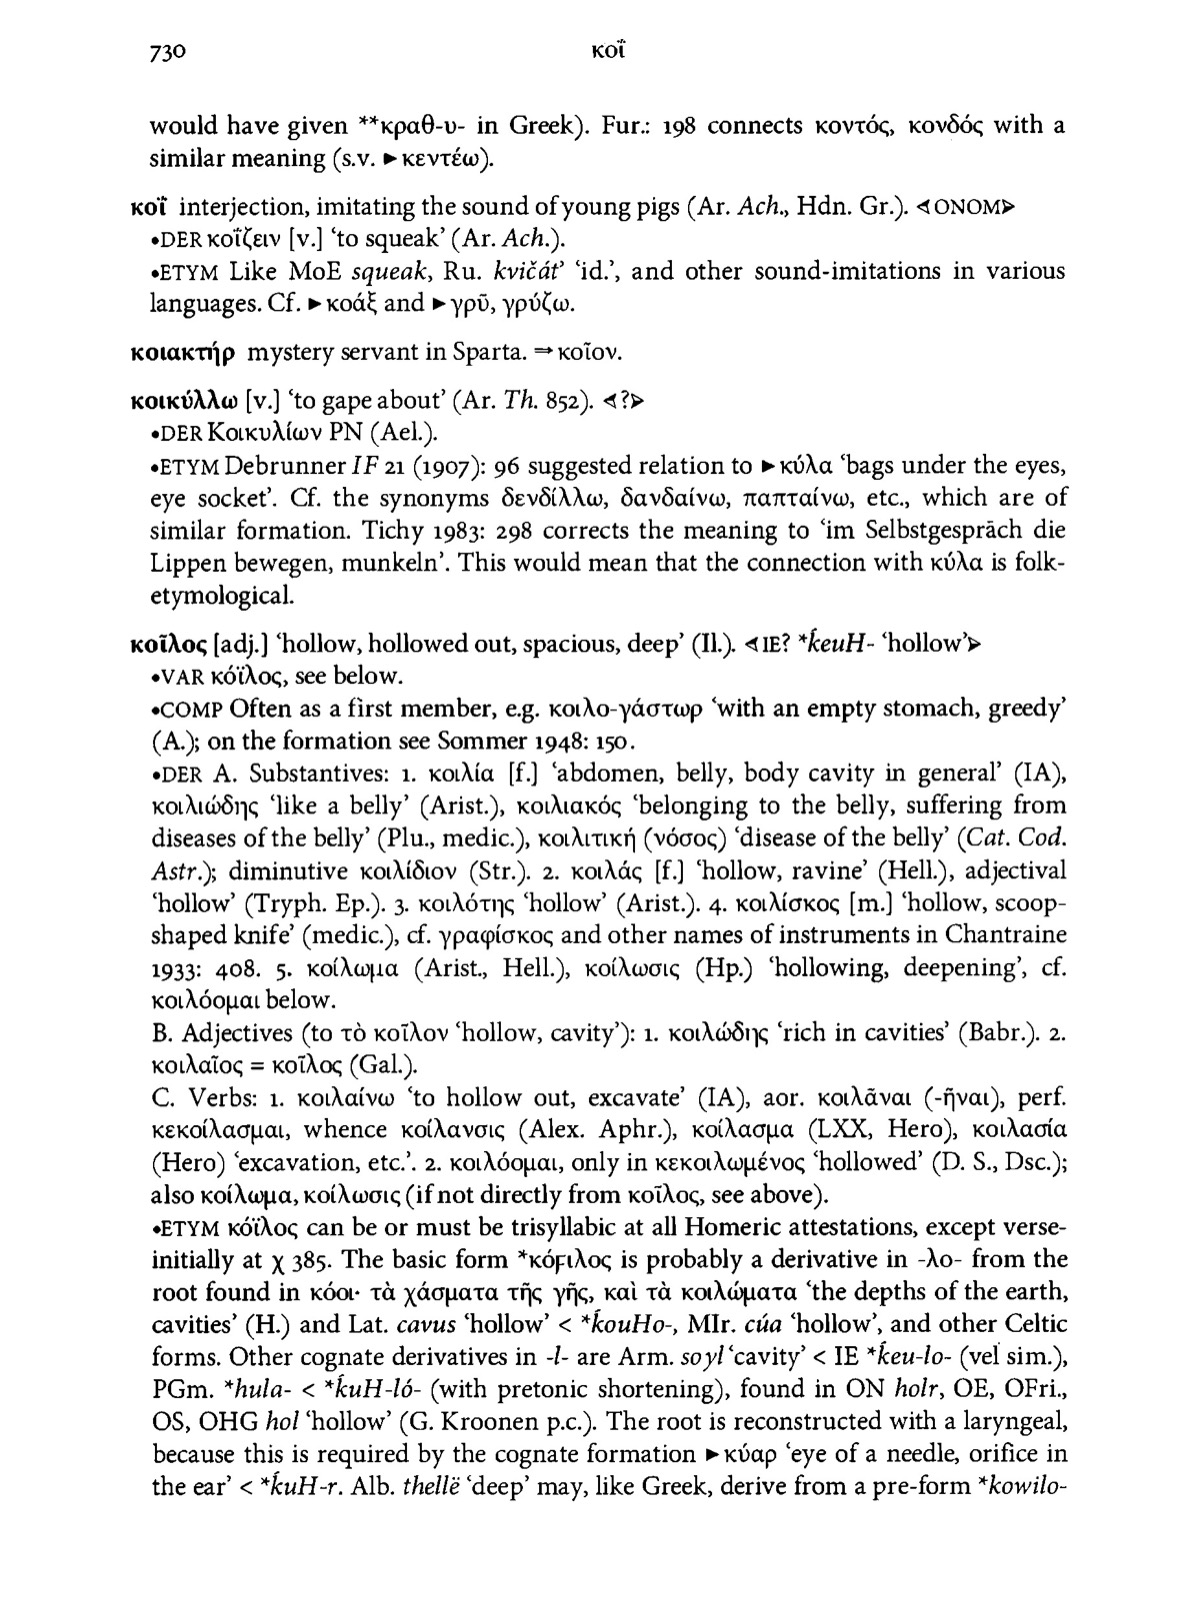 730
κοΐ
would have given **κραθ-υ- in Greek). Fur.: 198 connects κοντός, κονδός with a
similar meaning (s.v. ►κεντέω).
κοΐ interjection, imitating the sound of young pigs (Ar. Ach., Hdn. Gr.). ⊲ONOM⊳
•DER κοΐζειν [v.] ‘to squeak’ (Ar. Ach.).
•ETYM Like MoE squeak, Ru. kvičát’ ‘id.’, and other sound-imitations in various
languages. Cf. ►κοάξ and ►γρῦ, γρύζω.
κοιακτήρ mystery servant in Sparta. ⇒κοῖον.
κοικύλλω [v.] ‘to gape about’ (Ar. Th. 852). ⊲?⊳
•DER Κοικυλίων PN (Ael.).
•ETYM Debrunner IF 21 (1907): 96 suggested relation to ►κύλα ‘bags under the eyes,
eye socket’. Cf. the synonyms δενδίλλω, δανδαίνω, παπταίνω, etc., which are of
similar formation. Tichy 1983: 298 corrects the meaning to ‘im Selbstgespräch die
Lippen bewegen, munkeln’. This would mean that the connection with κύλα is folk-
etymological.
κοῖλος [adj.] ‘hollow, hollowed out, spacious, deep’ (Il.). ⊲IE? *ḱeuH- ‘hollow’⊳
•VAR κόϊλος, see below.
•COMP Often as a first member, e.g. κοιλο-γάστωρ ‘with an empty stomach, greedy’
(A.); on the formation see Sommer 1948: 150.
•DER A. Substantives: 1. κοιλία [f.] ‘abdomen, belly, body cavity in general’ (IA),
κοιλιώδης ‘like a belly’ (Arist.), κοιλιακός ‘belonging to the belly, suffering from
diseases of the belly’ (Plu., medic.), κοιλιτική (νόσος) ‘disease of the belly’ (Cat. Cod.
Astr.); diminutive κοιλίδιον (Str.). 2. κοιλάς [f.] ‘hollow, ravine’ (Hell.), adjectival
‘hollow’ (Tryph. Ep.). 3. κοιλότης ‘hollow’ (Arist.). 4. κοιλίσκος [m.] ‘hollow, scoop-
shaped knife’ (medic.), cf. γραφίσκος and other names of instruments in Chantraine
1933: 408. 5. κοίλωμα (Arist., Hell.), κοίλωσις (Hp.) ‘hollowing, deepening’, cf.
κοιλόομαι below.
B. Adjectives (to τὸ κοῖλον ‘hollow, cavity’): 1. κοιλώδης ‘rich in cavities’ (Babr.). 2.
κοιλαῖος = κοῖλος (Gal.).
C. Verbs: 1. κοιλαίνω ‘to hollow out, excavate’ (IA), aor. κοιλᾶναι (-ῆναι), perf.
κεκοίλασμαι, whence κοίλανσις (Alex. Aphr.), κοίλασμα (LXX, Hero), κοιλασία
(Hero) ‘excavation, etc.’. 2. κοιλόομαι, only in κεκοιλωμένος ‘hollowed’ (D. S., Dsc.);
also κοίλωμα, κοίλωσις (if not directly from κοῖλος, see above).
•ETYM κόϊλος can be or must be trisyllabic at all Homeric attestations, except verse-
initially at χ 385. The basic form *κόϝιλος is probably a derivative in -λο- from the
root found in κόοι· τὰ χάσματα τῆς γῆς, καὶ τὰ κοιλώματα ‘the depths of the earth,
cavities’ (H.) and Lat. cavus ‘hollow’ < *ḱouHo-, MIr. cúa ‘hollow’, and other Celtic
forms. Other cognate derivatives in -l- are Arm. soyl ‘cavity’ < IE *ḱeu-lo- (vel sim.),
PGm. *hula- < *ḱuH-ló- (with pretonic shortening), found in ON holr, OE, OFri.,
OS, OHG hol ‘hollow’ (G. Kroonen p.c.). The root is reconstructed with a laryngeal,
because this is required by the cognate formation ►κύαρ ‘eye of a needle, orifice in
the ear’ < *ḱuH-r. Alb. thellë ‘deep’ may, like Greek, derive from a pre-form *kowilo-